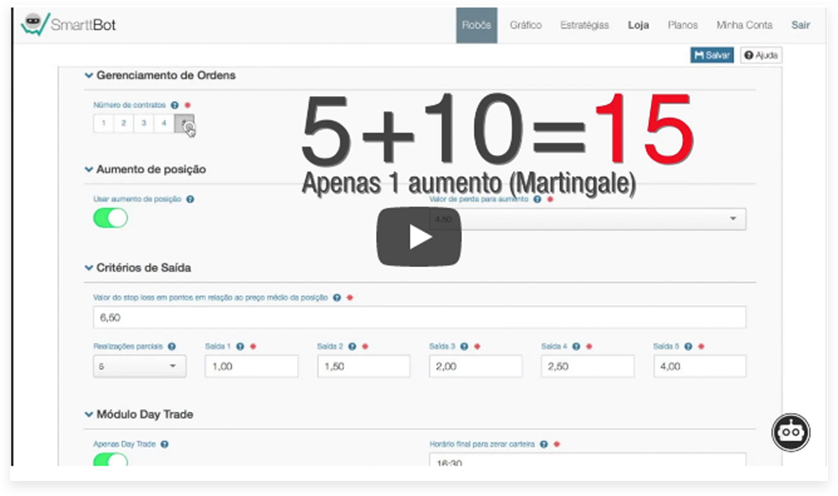 SmarttBot
Robôs Gráfico Estratégias Loja Planos Minha Conta Sair
Salvar Ajuda
Gerenciamento de Ordens
Número de contratos
1 2 3 4
5+10=15
Apenas 1 aumento (Martingale)
Aumento de posição
Usar aumento de posição Valor de perda para aumento
4,50
Critérios de Saída
Valor do stop loss em pontos em relação ao preço médio da posição
6,50
Realizações parciais Saída 1 Saída 2 Saída 3 Saída 4 Saída 5
5 1,00 1,50 2,00 2,50 4,00
Módulo Day Trade
Apenas Day Trade Horário final para zerar carteira
16:30